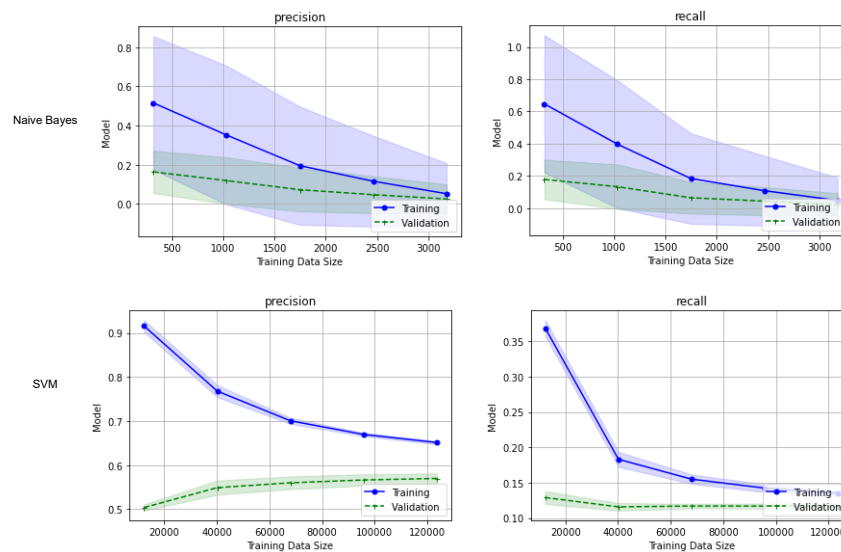 precision
recall
Naive Bayes
Model
0.8
0.6
0.4
0.2
0.0
500
1000
1500
2000
2500
3000
Training Data Size
Training
Validation
Model
1.0
0.8
0.6
0.4
0.2
0.0
500
1000
1500
2000
2500
3000
Training Data Size
Training
Validation
precision
recall
SVM
Model
0.9
0.8
0.7
0.6
0.5
20000
40000
60000
80000
100000
120000
Training Data Size
Training
Validation
Model
0.35
0.30
0.25
0.20
0.15
0.10
20000
40000
60000
80000
100000
120000
Training Data Size
Training
Validation